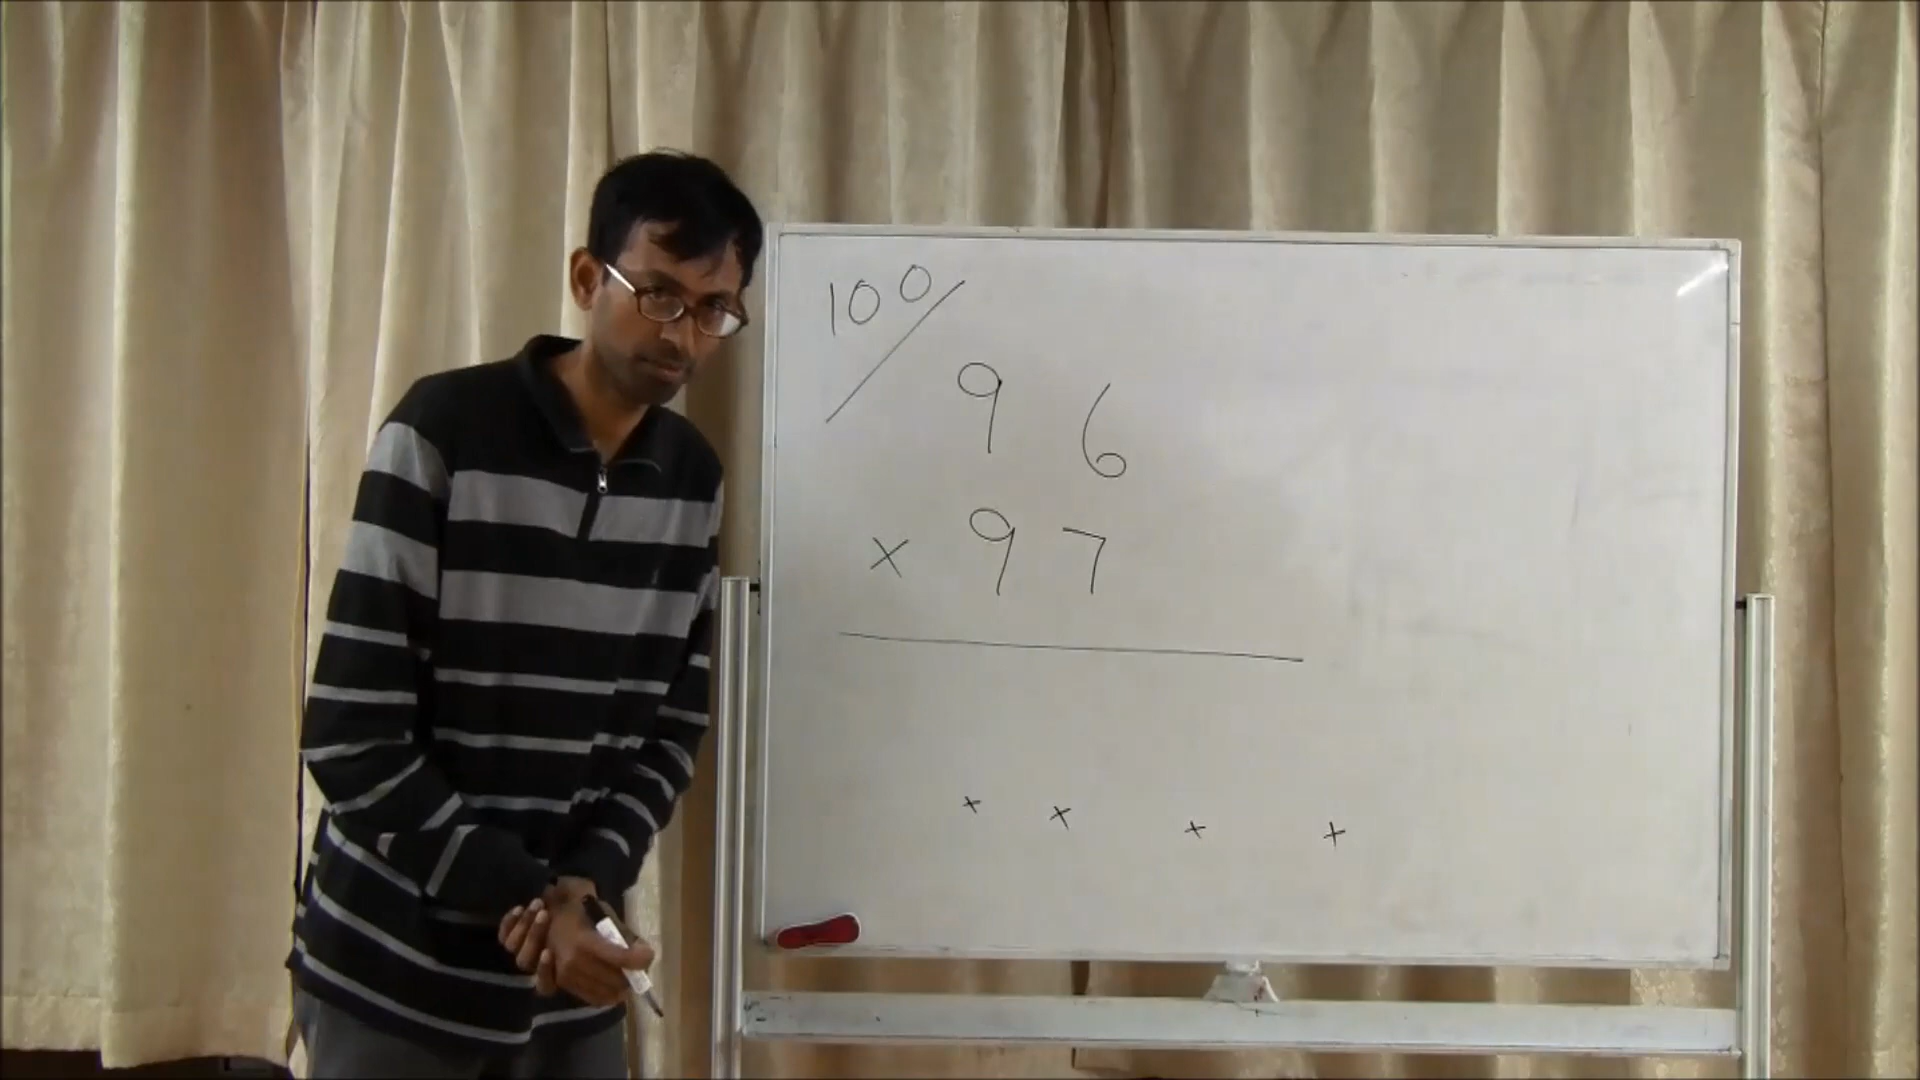 100/
96
× 97
× × × ×